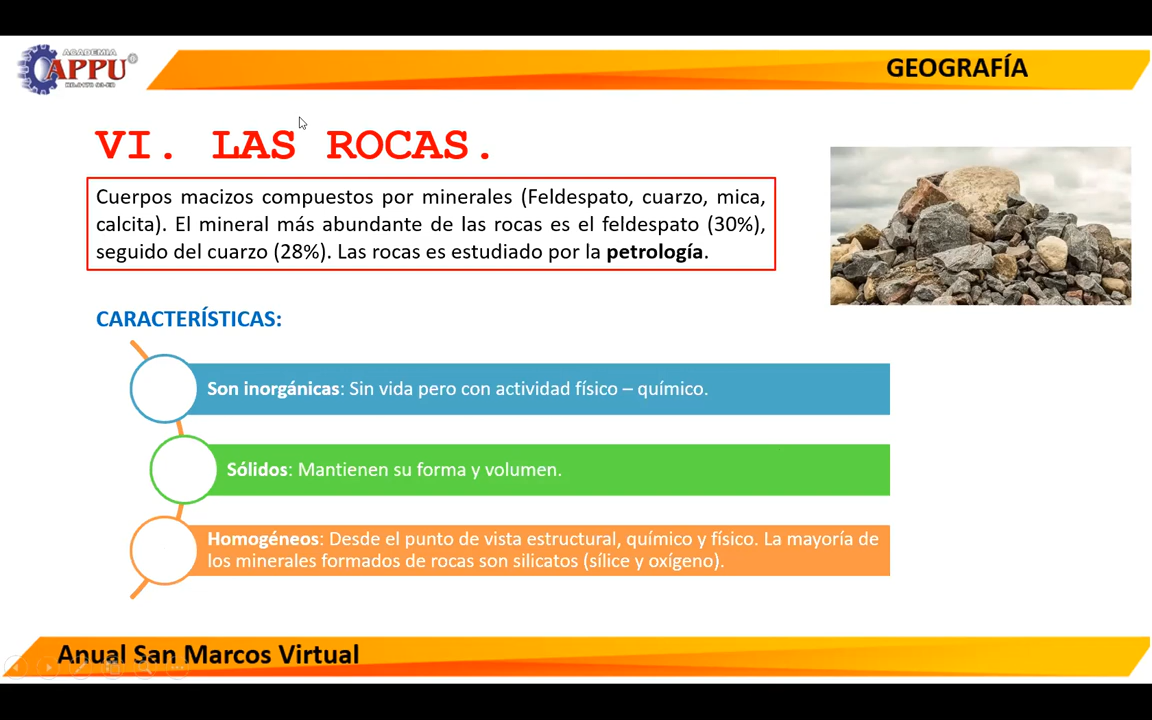 ACADEMIA
APPU
GEOGRAFÍA
VI. LAS ROCAS.
Cuerpos macizos compuestos por minerales (Feldespato, cuarzo, mica,
calcita). El mineral más abundante de las rocas es el feldespato (30%),
seguido del cuarzo (28%). Las rocas es estudiado por la petrología.
CARACTERÍSTICAS:
Son inorgánicas: Sin vida pero con actividad físico – químico.
Sólidos: Mantienen su forma y volumen.
Homogéneos: Desde el punto de vista estructural, químico y físico. La mayoría de
los minerales formados de rocas son silicatos (sílice y oxígeno).
Anual San Marcos Virtual